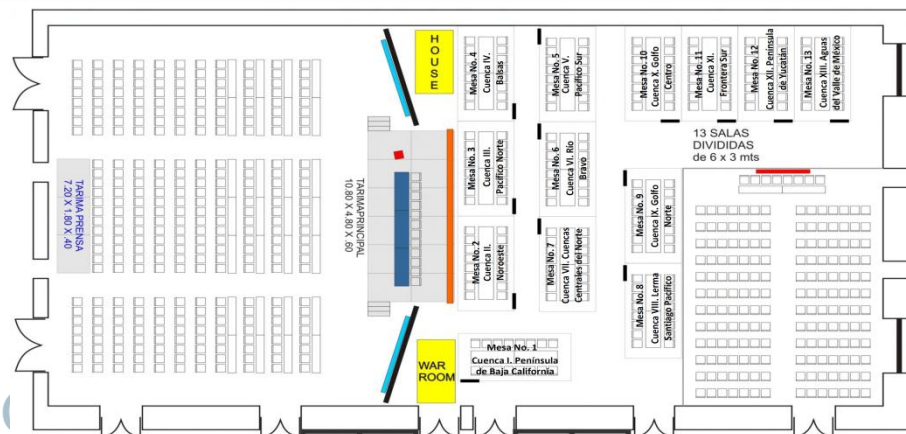 TARIMA PRENSA
7.20 X 1.80 X .40
TARIMA PRINCIPAL
10.80 X 4.80 X .60
HOUSE
WAR
ROOM
Mesa No. 4
Cuenca IV.
Balsas
Mesa No. 3
Cuenca III.
Pacífico Norte
Mesa No. 2
Cuenca II.
Noroeste
Mesa No. 1
Cuenca I. Península
de Baja California
Mesa No. 5
Cuenca V.
Pacífico Sur
Mesa No. 6
Cuenca VI. Río
Bravo
Mesa No. 7
Cuenca VII. Cuencas
Centrales del Norte
Mesa No. 10
Cuenca X. Golfo
Centro
Mesa No. 11
Cuenca XI.
Frontera Sur
Mesa No. 12
Cuenca XII. Península
de Yucatán
Mesa No. 13
Cuenca XIII. Aguas
del Valle de México
13 SALAS
DIVIDIDAS
de 6 x 3 mts
Mesa No. 9
Cuenca IX. Golfo
Norte
Mesa No. 8
Cuenca VIII. Lerma
Santiago Pacífico